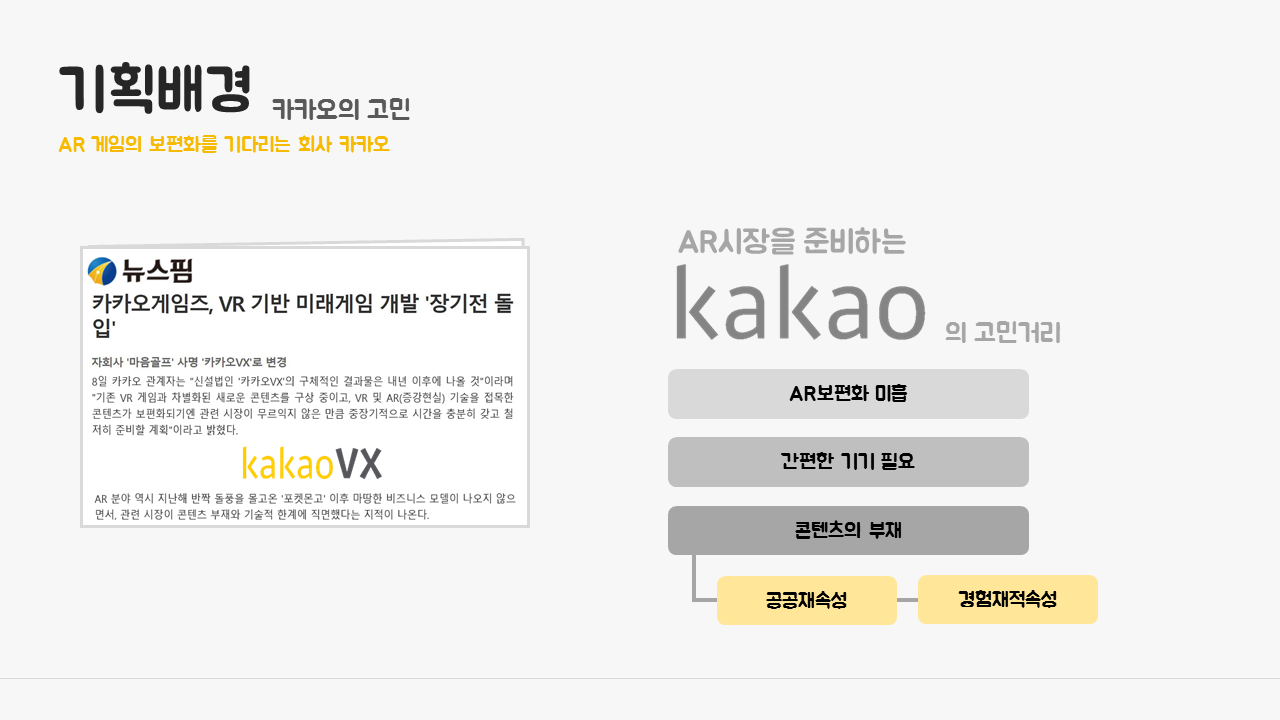 기획배경 카카오의 고민
AR 게임의 보편화를 기다리는 회사 카카오
뉴스핌
카카오게임즈, VR 기반 미래게임 개발 '장기전 돌
입'
자회사 '마음골프' 사명 '카카오VX'로 변경
8일 카카오 관계자는 "신설법인 '카카오VX'의 구체적인 결과물은 내년 이후에 나올 것"이라며
"기존 VR 게임과 차별화된 새로운 콘텐츠를 구상 중이고, VR 및 AR(증강현실) 기술을 접목한
콘텐츠가 보편화되기엔 관련 시장이 무르익지 않은 만큼 중장기적으로 시간을 충분히 갖고 철
저히 준비할 계획"이라고 밝혔다.
kakaoVX
AR 분야 역시 지난해 반짝 돌풍을 몰고온 '포켓몬고' 이후 마땅한 비즈니스 모델이 나오지 않으
면서, 관련 시장이 콘텐츠 부재와 기술적 한계에 직면했다는 지적이 나온다.
AR시장을 준비하는
kakao 의 고민거리
AR보편화 미흡
간편한 기기 필요
콘텐츠의 부재
공공재속성
경험재적속성